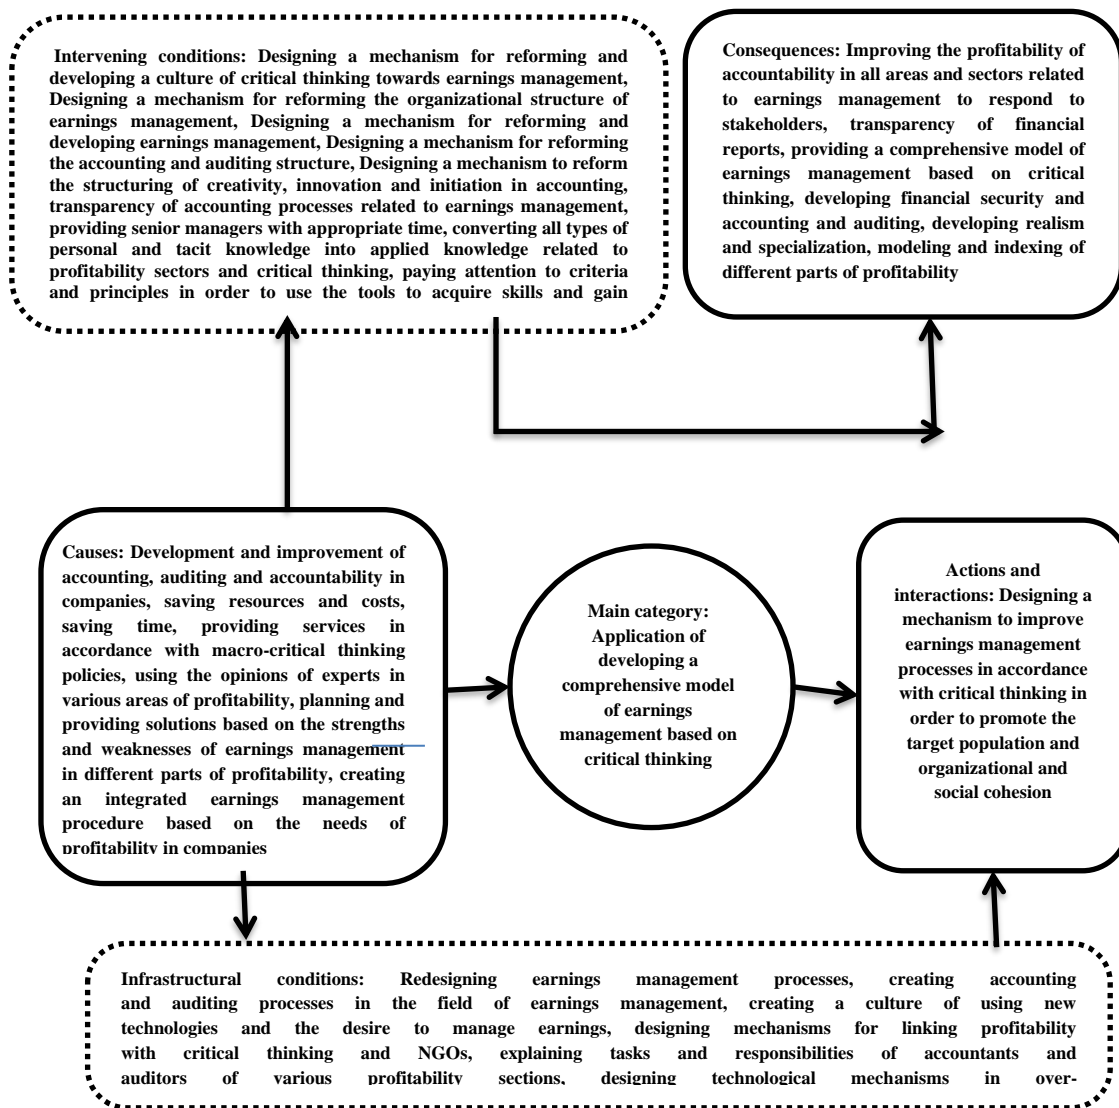 Intervening conditions: Designing a mechanism for reforming and
developing a culture of critical thinking towards earnings management,
Designing a mechanism for reforming the organizational structure of
earnings management, Designing a mechanism for reforming and
developing earnings management, Designing a mechanism for reforming
the accounting and auditing structure, Designing a mechanism to reform
the structuring of creativity, innovation and initiation in accounting,
transparency of accounting processes related to earnings management,
providing senior managers with appropriate time, converting all types of
personal and tacit knowledge into applied knowledge related to
profitability sectors and critical thinking, paying attention to criteria
and principles in order to use the tools to acquire skills and gain
Consequences: Improving the profitability of
accountability in all areas and sectors related
to earnings management to respond to
stakeholders, transparency of financial
reports, providing a comprehensive model of
earnings management based on critical
thinking, developing financial security and
accounting and auditing, developing realism
and specialization, modeling and indexing of
different parts of profitability
Causes: Development and improvement of
accounting, auditing and accountability in
companies, saving resources and costs,
saving time, providing services in
accordance with macro-critical thinking
policies, using the opinions of experts in
various areas of profitability, planning and
providing solutions based on the strengths
and weaknesses of earnings management
in different parts of profitability, creating
an integrated earnings management
procedure based on the needs of
profitability in companies
Main category:
Application of
developing a
comprehensive model
of earnings
management based on
critical thinking
Actions and
interactions: Designing a
mechanism to improve
earnings management
processes in accordance
with critical thinking in
order to promote the
target population and
organizational and
social cohesion
Infrastructural conditions: Redesigning earnings management processes, creating accounting
and auditing processes in the field of earnings management, creating a culture of using new
technologies and the desire to manage earnings, designing mechanisms for linking profitability
with critical thinking and NGOs, explaining tasks and responsibilities of accountants and
auditors of various profitability sections, designing technological mechanisms in over-